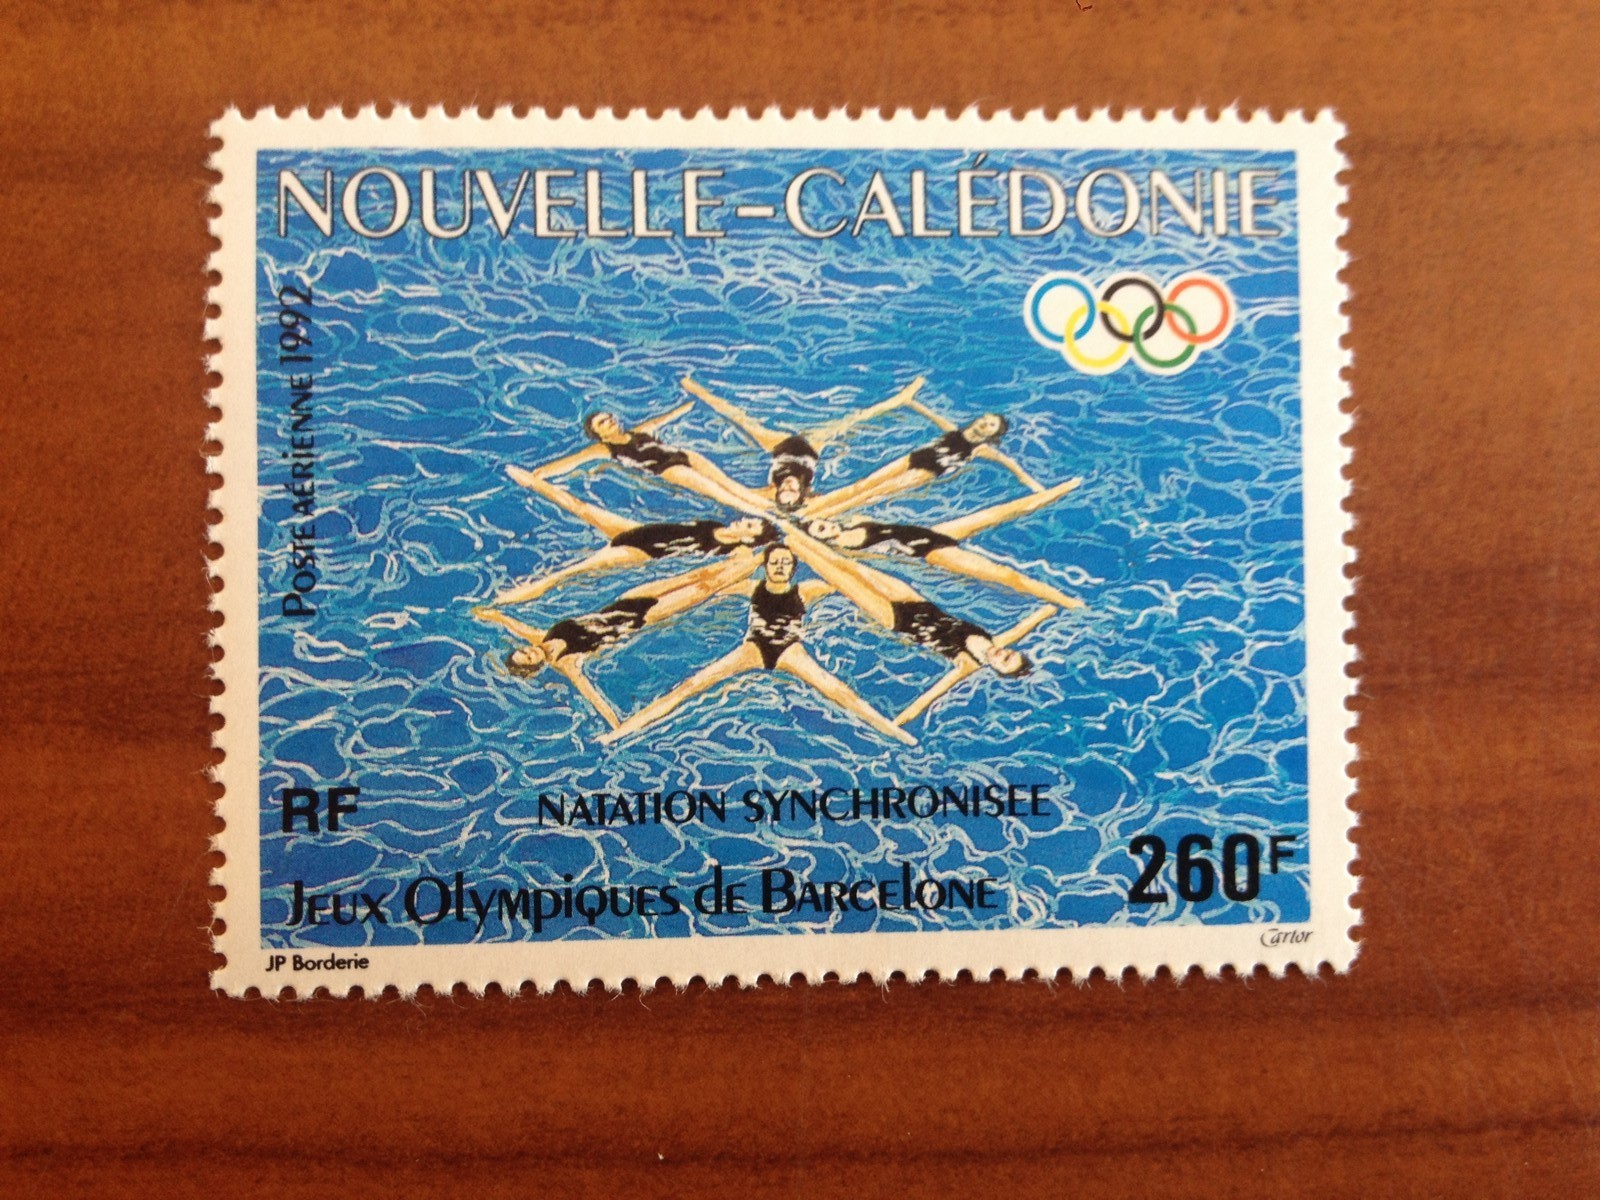 NOUVELLE-CALÉDONIE
POSTE AÉRIENNE 1992
RF
NATATION SYNCHRONISEE
260F
JEUX OLYMPIQUES dE BARCELONE
JP Borderie
Cartor